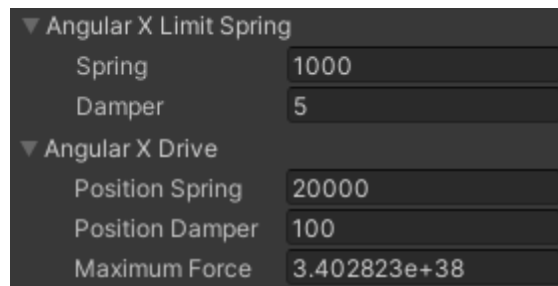 Angular X Limit Spring
Spring 1000
Damper 5
Angular X Drive
Position Spring 20000
Position Damper 100
Maximum Force 3.402823e+38